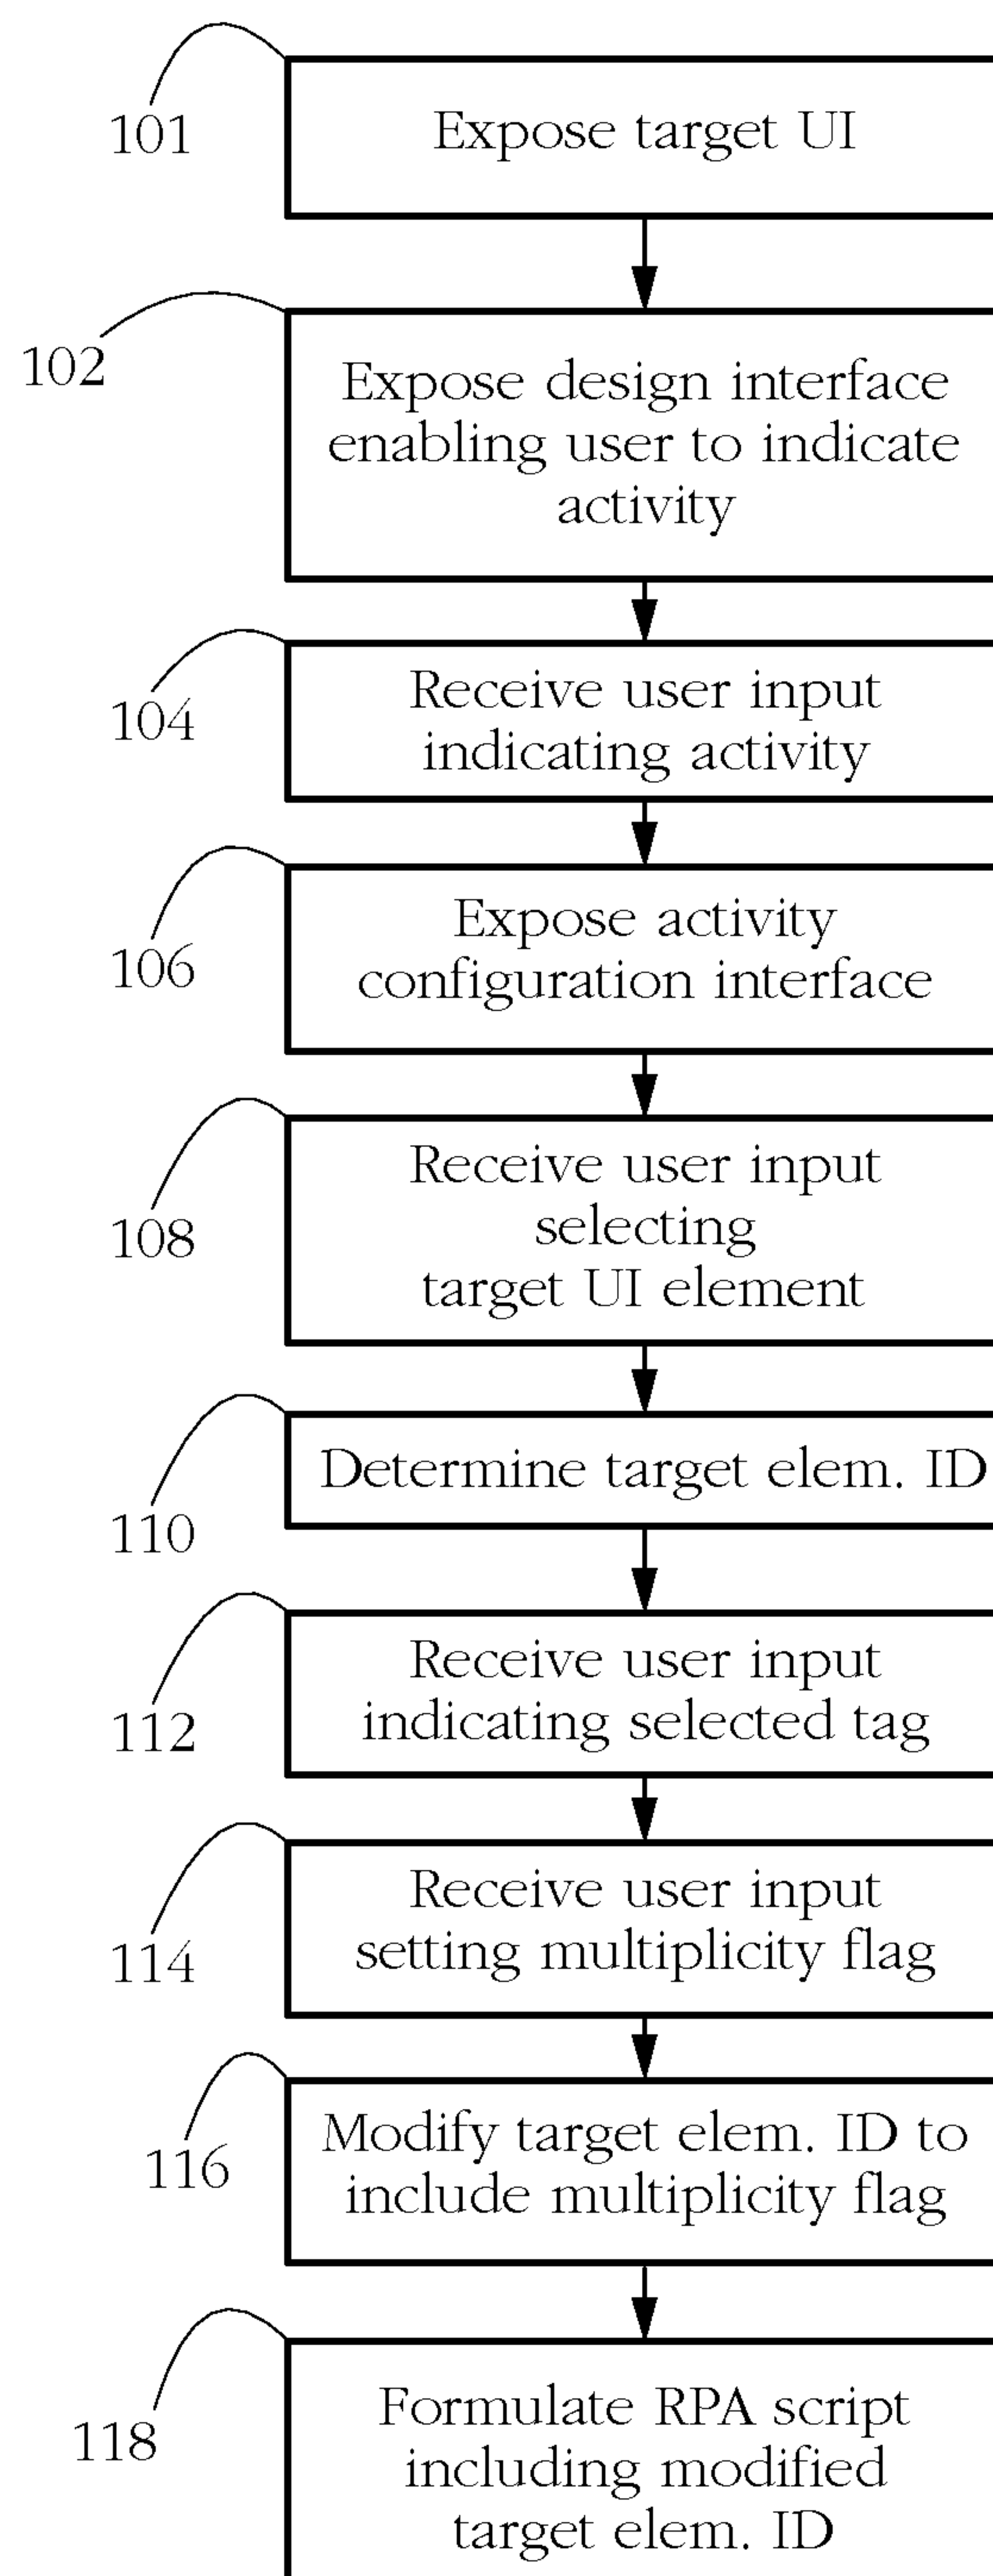 101
Expose target UI
102
Expose design interface
enabling user to indicate
activity
104
Receive user input
indicating activity
106
Expose activity
configuration interface
108
Receive user input
selecting
target UI element
110
Determine target elem. ID
112
Receive user input
indicating selected tag
114
Receive user input
setting multiplicity flag
116
Modify target elem. ID to
include multiplicity flag
118
Formulate RPA script
including modified
target elem. ID